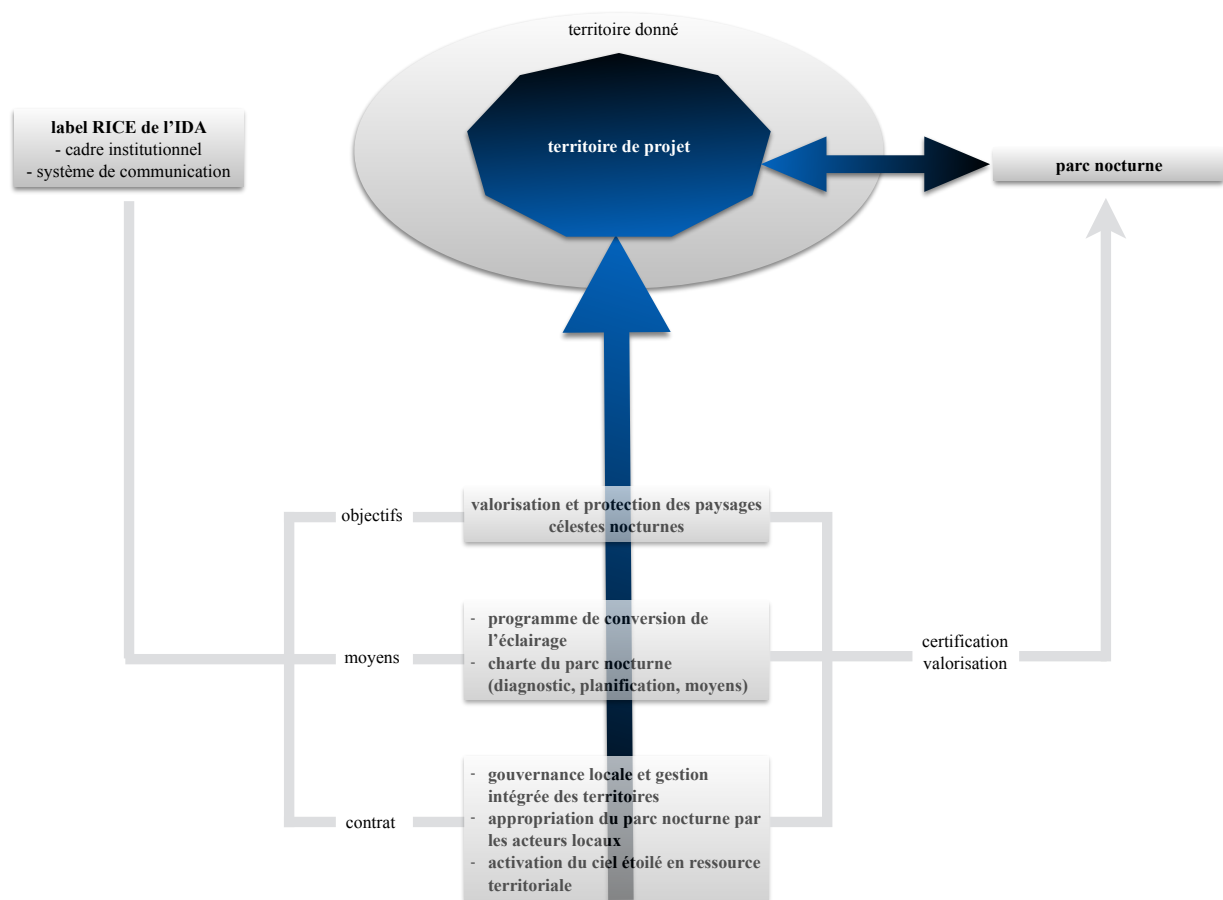 territoire donné
label RICE de l’IDA
- cadre institutionnel
- système de communication
territoire de projet
parc nocturne
objectifs
valorisation et protection des paysages
célestes nocturnes
moyens
- programme de conversion de
l’éclairage
- charte du parc nocturne
(diagnostic, planification, moyens)
certification
valorisation
contrat
- gouvernance locale et gestion
intégrée des territoires
- appropriation du parc nocturne par
les acteurs locaux
- activation du ciel étoilé en ressource
territoriale